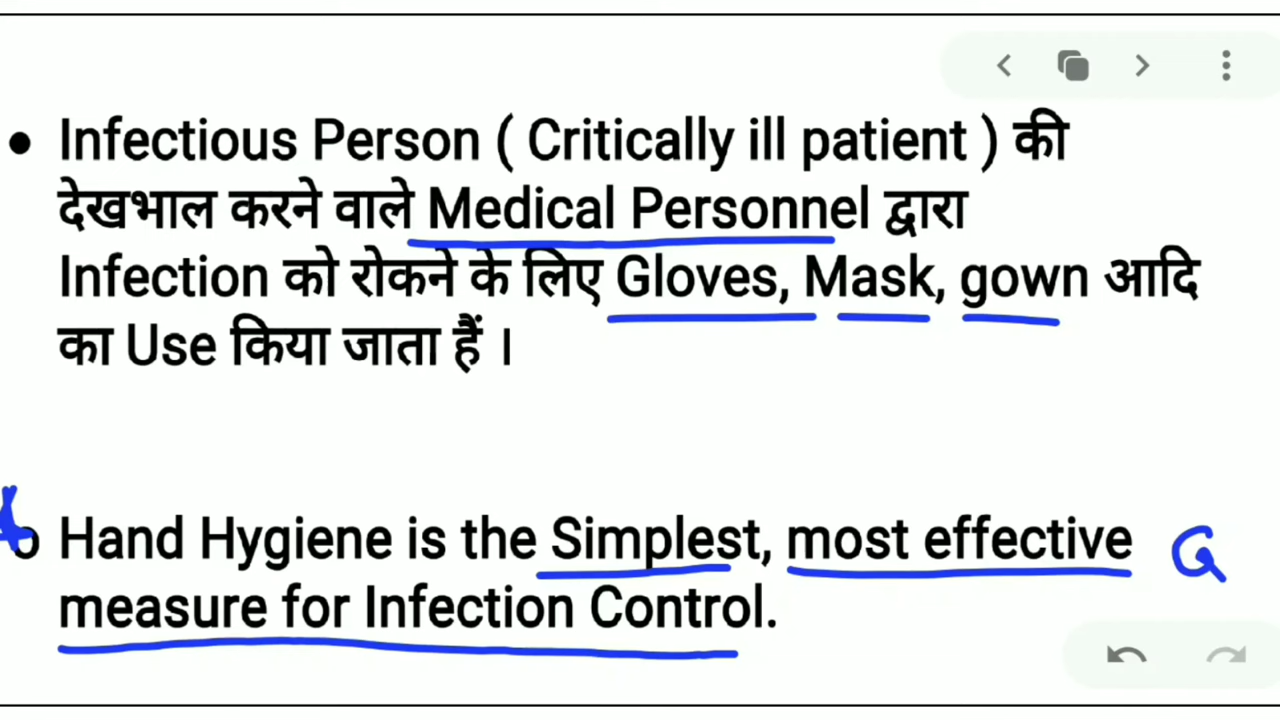 • Infectious Person ( Critically ill patient ) की
देखभाल करने वाले Medical Personnel द्वारा
Infection को रोकने के लिए Gloves, Mask, gown आदि
का Use किया जाता हैं ।
Hand Hygiene is the Simplest, most effective Q
measure for Infection Control.